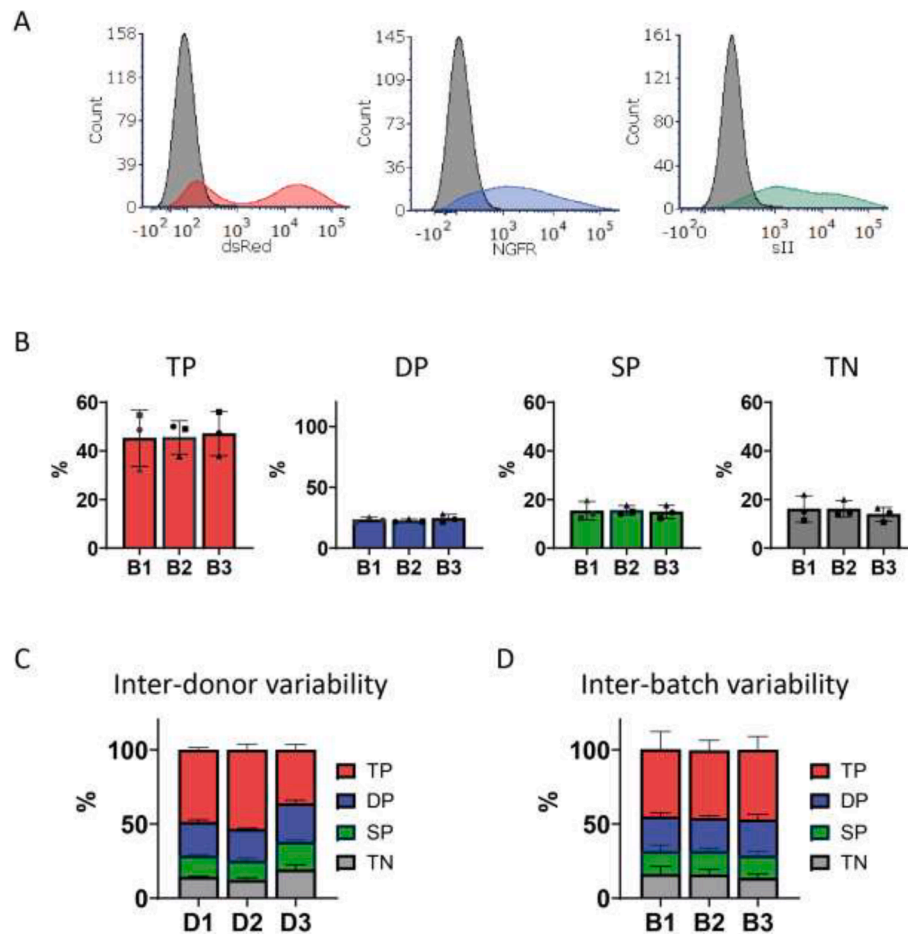 A
158
118
79
39
0
Count
-10² 10² 10³ 10⁴ 10⁵
dsRed
145
109
73
36
0
Count
-10² 10³ 10⁴ 10⁵
NGFR
161
121
80
40
0
Count
-10²0 10³ 10⁴ 10⁵
sII
B
TP
60
40
20
0
%
B1 B2 B3
DP
100
50
0
%
B1 B2 B3
SP
60
40
20
0
%
B1 B2 B3
TN
60
40
20
0
%
B1 B2 B3
C
Inter-donor variability
100
50
0
%
D1 D2 D3
TP
DP
SP
TN
D
Inter-batch variability
100
50
0
%
B1 B2 B3
TP
DP
SP
TN